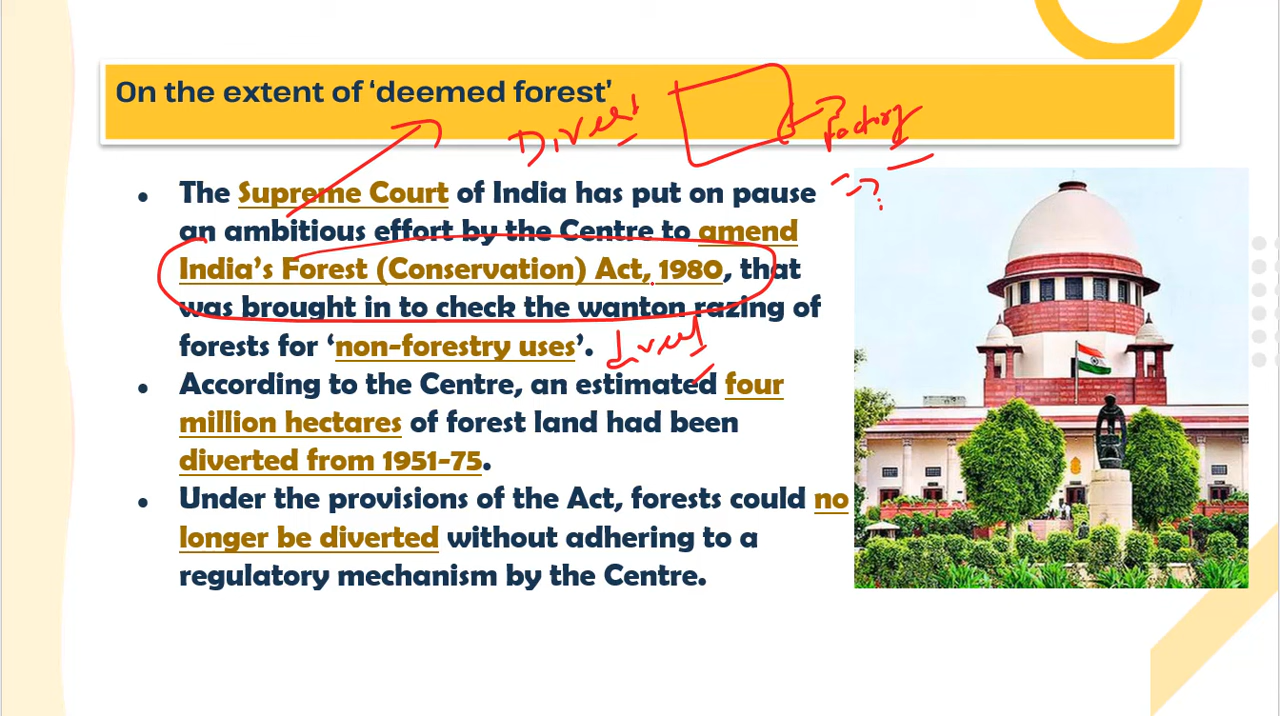 On the extent of ‘deemed forest’
Divert
factory
?
• The Supreme Court of India has put on pause
an ambitious effort by the Centre to amend
India’s Forest (Conservation) Act, 1980, that
was brought in to check the wanton razing of
forests for ‘non-forestry uses’.
• According to the Centre, an estimated four
million hectares of forest land had been
diverted from 1951-75.
• Under the provisions of the Act, forests could no
longer be diverted without adhering to a
regulatory mechanism by the Centre.